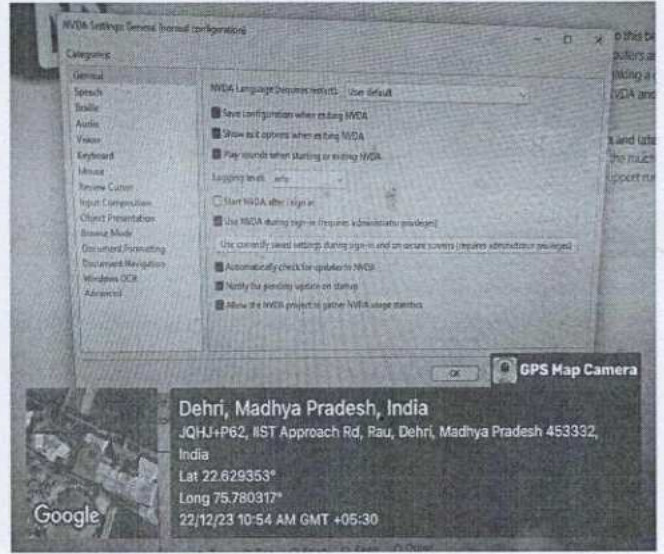 NVDA Settings: General (normal configuration)
Categories:
General
Speech
Braille
Audio
Vision
Keyboard
Mouse
Review Cursor
Input Composition
Object Presentation
Browse Mode
Document Formatting
Document Navigation
Windows OCR
Advanced
NVDA Language (requires restart): User default
Save configuration when exiting NVDA
Show exit options when exiting NVDA
Play sounds when starting or exiting NVDA
Logging level: info
Start NVDA after I sign in
Use NVDA during sign-in (requires administrator privileges)
Use currently saved settings during sign-in and on secure screens (requires administrator privileges)
Automatically check for updates to NVDA
Notify for pending update on startup
Allow the NVDA project to gather NVDA usage statistics
OK
GPS Map Camera
Dehri, Madhya Pradesh, India
JQHJ+P62, IIST Approach Rd, Rau, Dehri, Madhya Pradesh 453332,
India
Lat 22.629353°
Long 75.780317°
22/12/23 10:54 AM GMT +05:30
Google